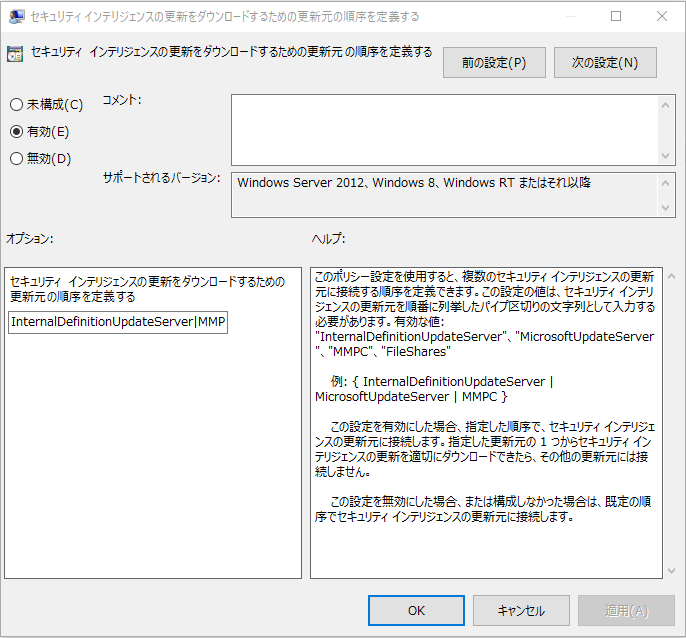 セキュリティ インテリジェンスの更新をダウンロードするための更新元の順序を定義する
セキュリティ インテリジェンスの更新をダウンロードするための更新元の順序を定義する
前の設定(P)
次の設定(N)
未構成(C)
有効(E)
無効(D)
コメント:
サポートされるバージョン:
Windows Server 2012、Windows 8、Windows RT またはそれ以降
オプション:
ヘルプ:
セキュリティ インテリジェンスの更新をダウンロードするための
更新元の順序を定義する
InternalDefinitionUpdateServer|MMP
このポリシー設定を使用すると、複数のセキュリティ インテリジェンスの更新
元に接続する順序を定義できます。この設定の値は、セキュリティ インテリ
ジェンスの更新元を順番に列挙したパイプ区切りの文字列として入力する
必要があります。有効な値:
"InternalDefinitionUpdateServer"、"MicrosoftUpdateServer
"、"MMPC"、"FileShares"
例: { InternalDefinitionUpdateServer |
MicrosoftUpdateServer | MMPC }
この設定を有効にした場合、指定した順序で、セキュリティ インテリジェ
ンスの更新元に接続します。指定した更新元の 1 つからセキュリティ イン
テリジェンスの更新を適切にダウンロードできたら、その他の更新元には接
続しません。
この設定を無効にした場合、または構成しなかった場合は、既定の順
序でセキュリティ インテリジェンスの更新元に接続します。
OK
キャンセル
適用(A)